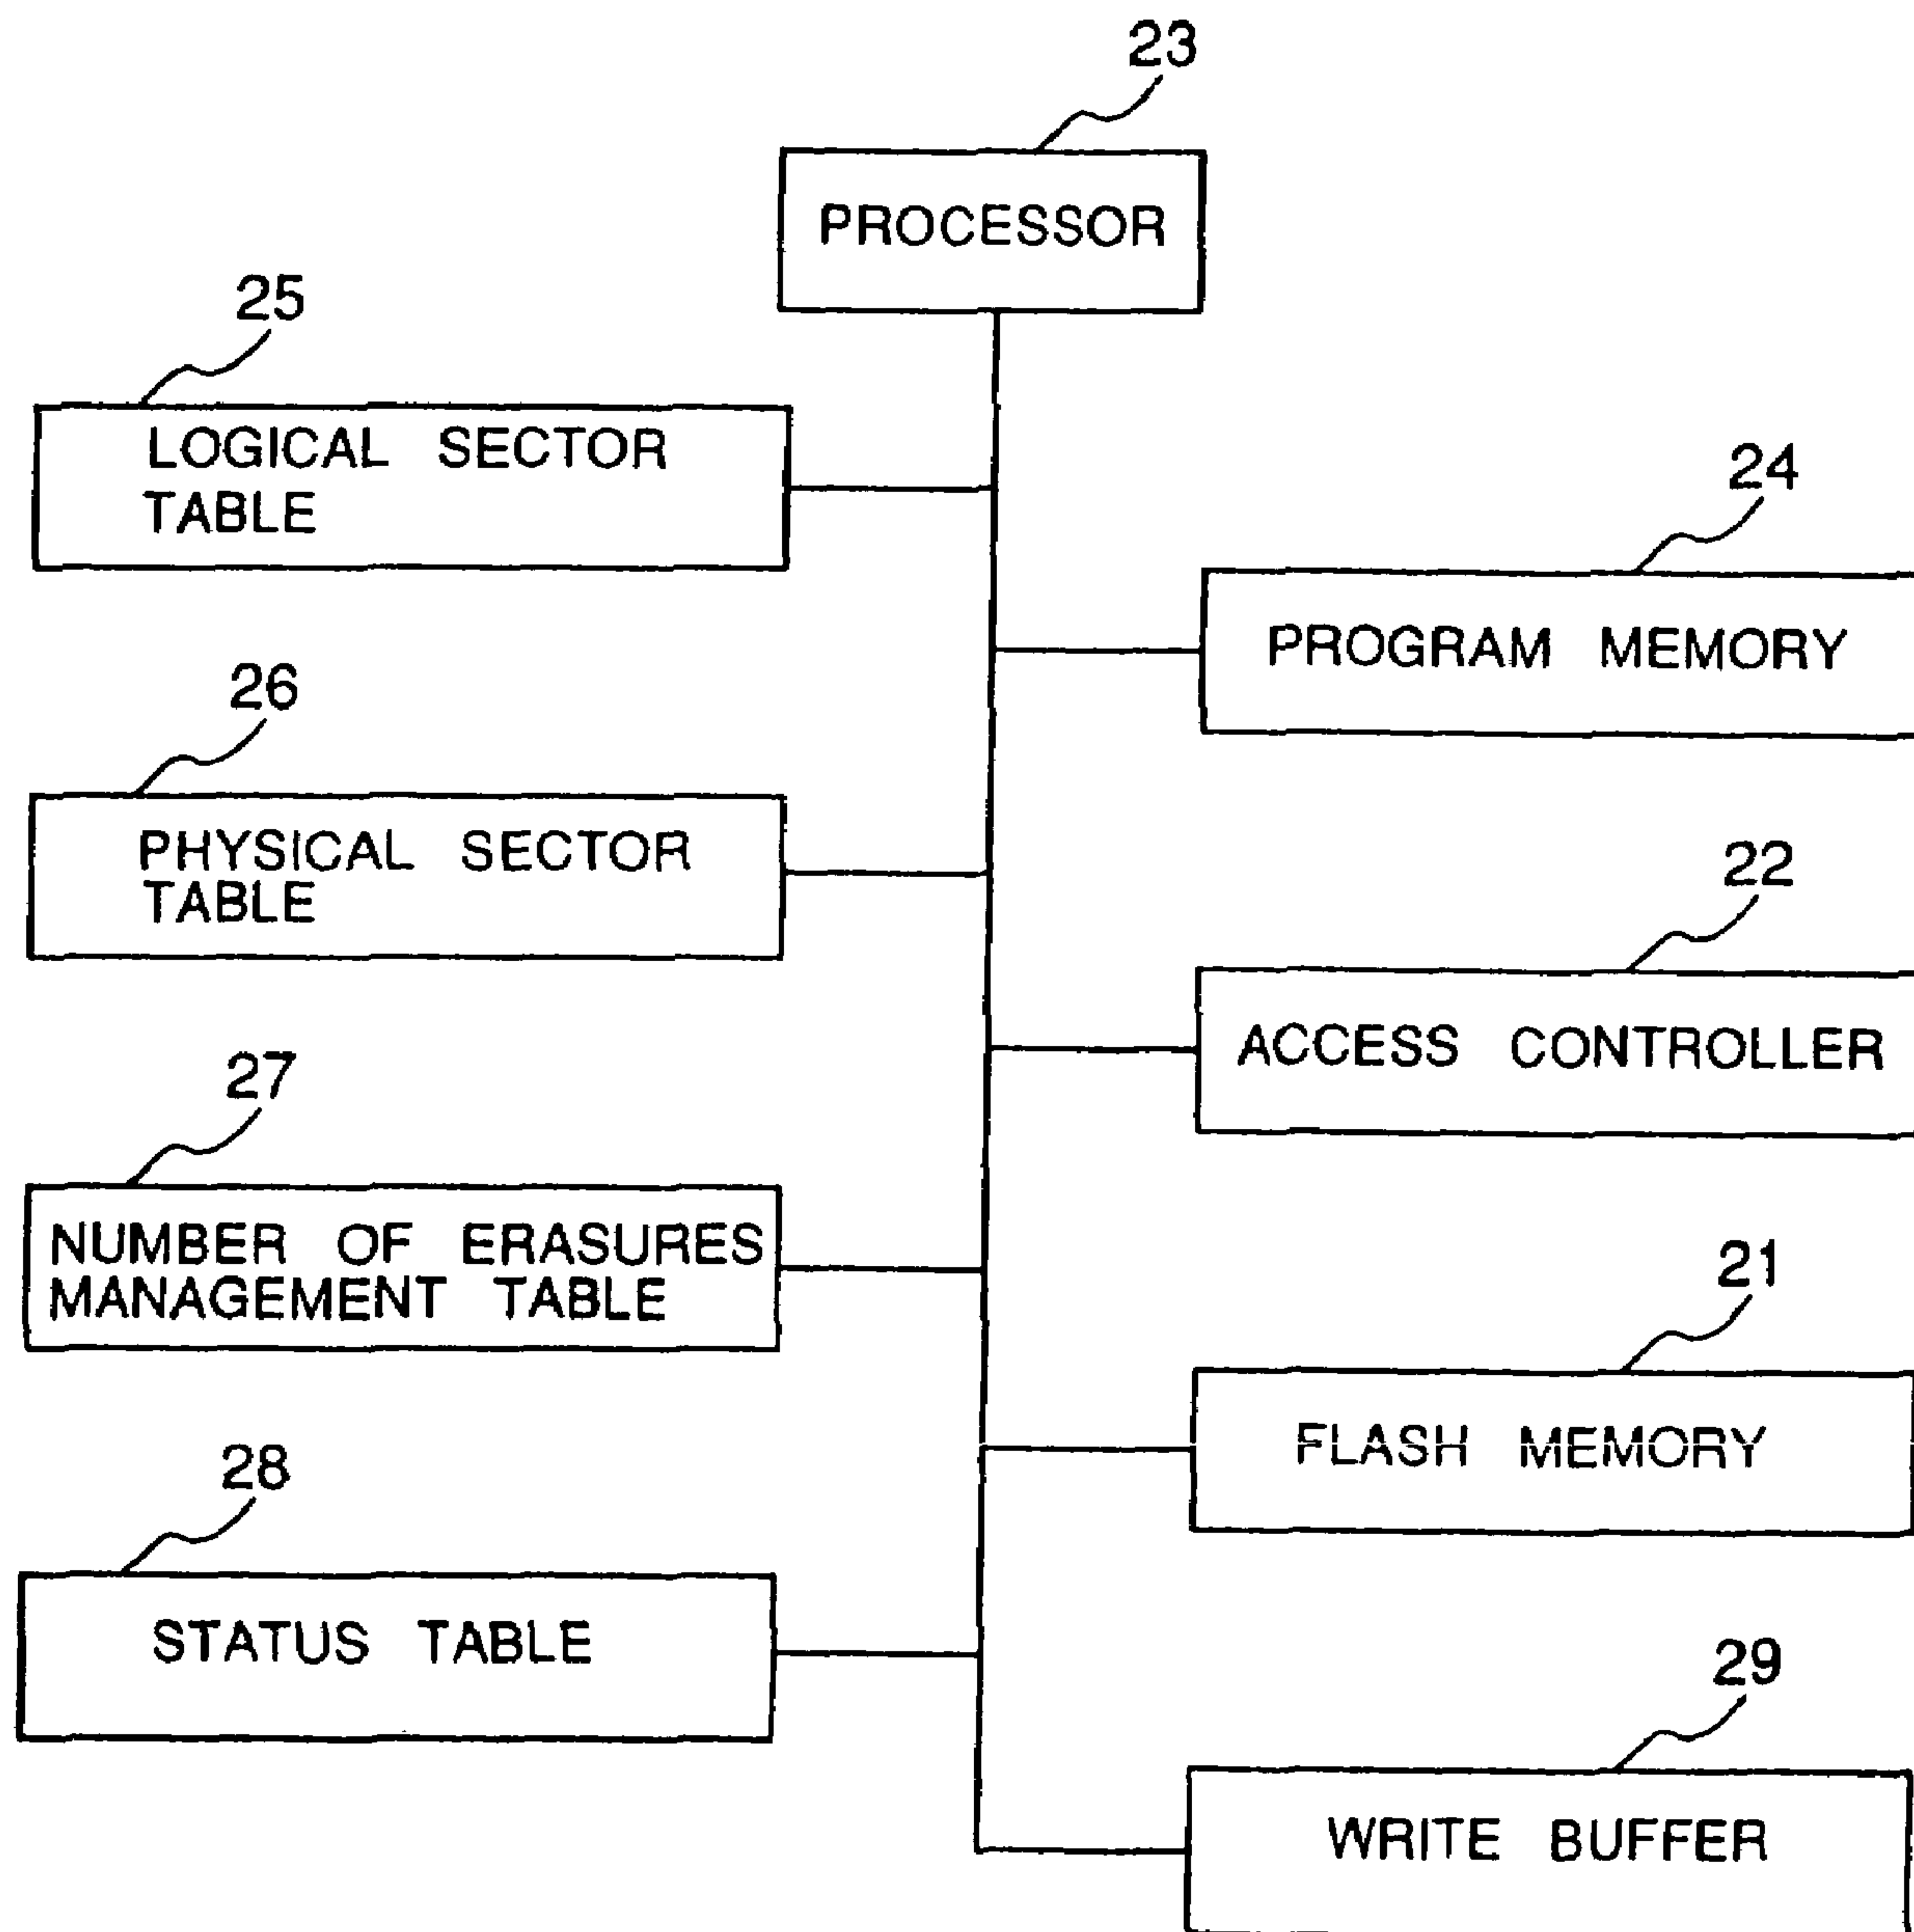 23
PROCESSOR
25
LOGICAL SECTOR
TABLE
24
PROGRAM MEMORY
26
PHYSICAL SECTOR
TABLE
22
ACCESS CONTROLLER
27
NUMBER OF ERASURES
MANAGEMENT TABLE
21
FLASH MEMORY
28
STATUS TABLE
29
WRITE BUFFER